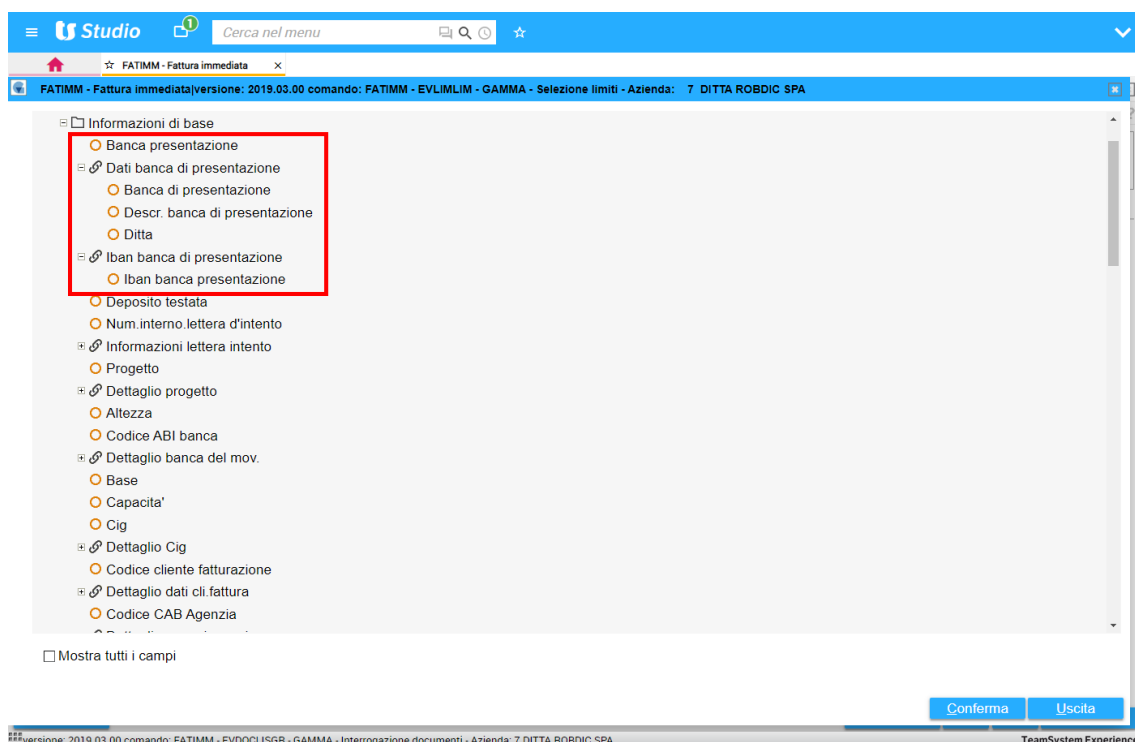 TS Studio 1 Cerca nel menu
FATIMM - Fattura immediata
FATIMM - Fattura immediata|versione: 2019.03.00 comando: FATIMM - EVLIMLIM - GAMMA - Selezione limiti - Azienda: 7 DITTA ROBDIC SPA
Informazioni di base
Banca presentazione
Dati banca di presentazione
Banca di presentazione
Descr. banca di presentazione
Ditta
Iban banca di presentazione
Iban banca presentazione
Deposito testata
Num.interno.lettera d'intento
Informazioni lettera intento
Progetto
Dettaglio progetto
Altezza
Codice ABI banca
Dettaglio banca del mov.
Base
Capacita'
Cig
Dettaglio Cig
Codice cliente fatturazione
Dettaglio dati cli.fattura
Codice CAB Agenzia
Mostra tutti i campi
Conferma Uscita
versione: 2019.03.00 comando: FATIMM - EVDOCLISGB - GAMMA - Interrogazione documenti - Azienda: 7 DITTA ROBDIC SPA TeamSystem Experience